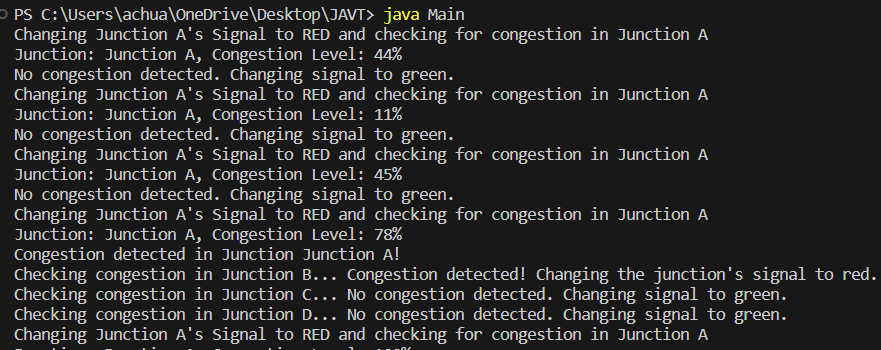 PS C:\Users\achua\OneDrive\Desktop\JAVT> java Main
Changing Junction A's Signal to RED and checking for congestion in Junction A
Junction: Junction A, Congestion Level: 44%
No congestion detected. Changing signal to green.
Changing Junction A's Signal to RED and checking for congestion in Junction A
Junction: Junction A, Congestion Level: 11%
No congestion detected. Changing signal to green.
Changing Junction A's Signal to RED and checking for congestion in Junction A
Junction: Junction A, Congestion Level: 45%
No congestion detected. Changing signal to green.
Changing Junction A's Signal to RED and checking for congestion in Junction A
Junction: Junction A, Congestion Level: 78%
Congestion detected in Junction Junction A!
Checking congestion in Junction B... Congestion detected! Changing the junction's signal to red.
Checking congestion in Junction C... No congestion detected. Changing signal to green.
Checking congestion in Junction D... No congestion detected. Changing signal to green.
Changing Junction A's Signal to RED and checking for congestion in Junction A